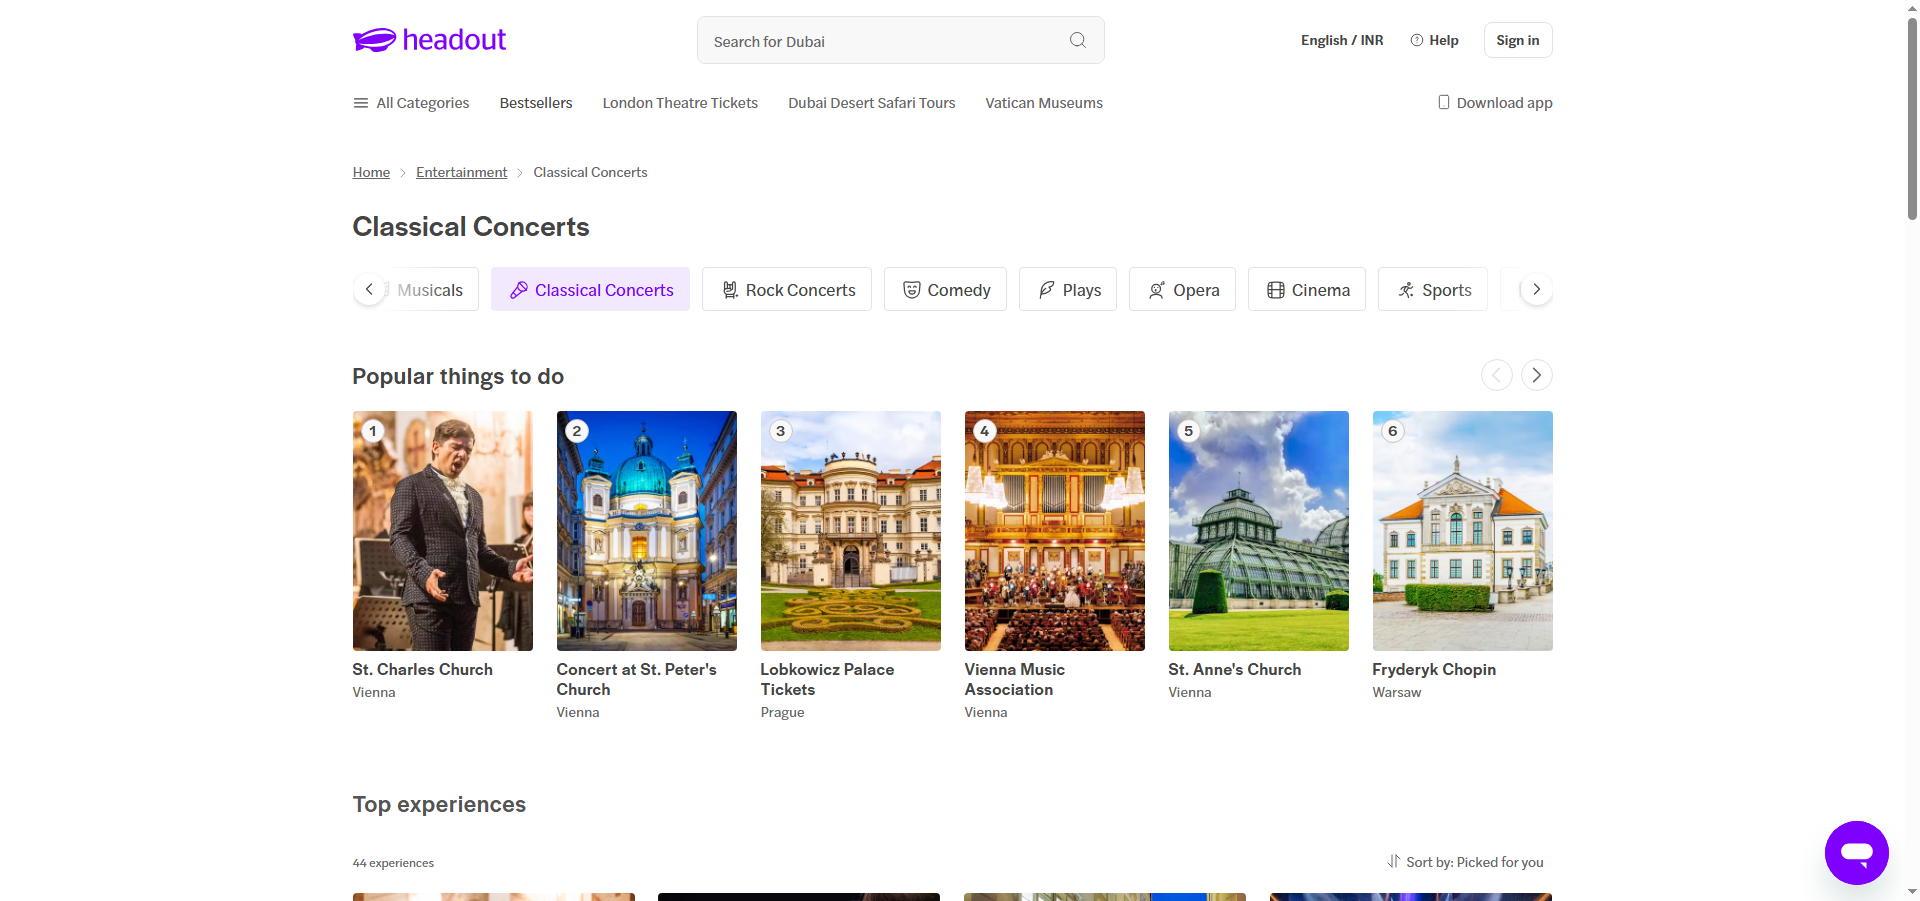 headout
Search for Dubai
English / INR
Help
Sign in
All Categories
Bestsellers
London Theatre Tickets
Dubai Desert Safari Tours
Vatican Museums
Download app
Home
Entertainment
Classical Concerts
Classical Concerts
Musicals
Classical Concerts
Rock Concerts
Comedy
Plays
Opera
Cinema
Sports
Popular things to do
1
2
3
4
5
6
St. Charles Church
Vienna
Concert at St. Peter's
Church
Vienna
Lobkowicz Palace
Tickets
Prague
Vienna Music
Association
Vienna
St. Anne's Church
Vienna
Fryderyk Chopin
Warsaw
Top experiences
44 experiences
Sort by: Picked for you